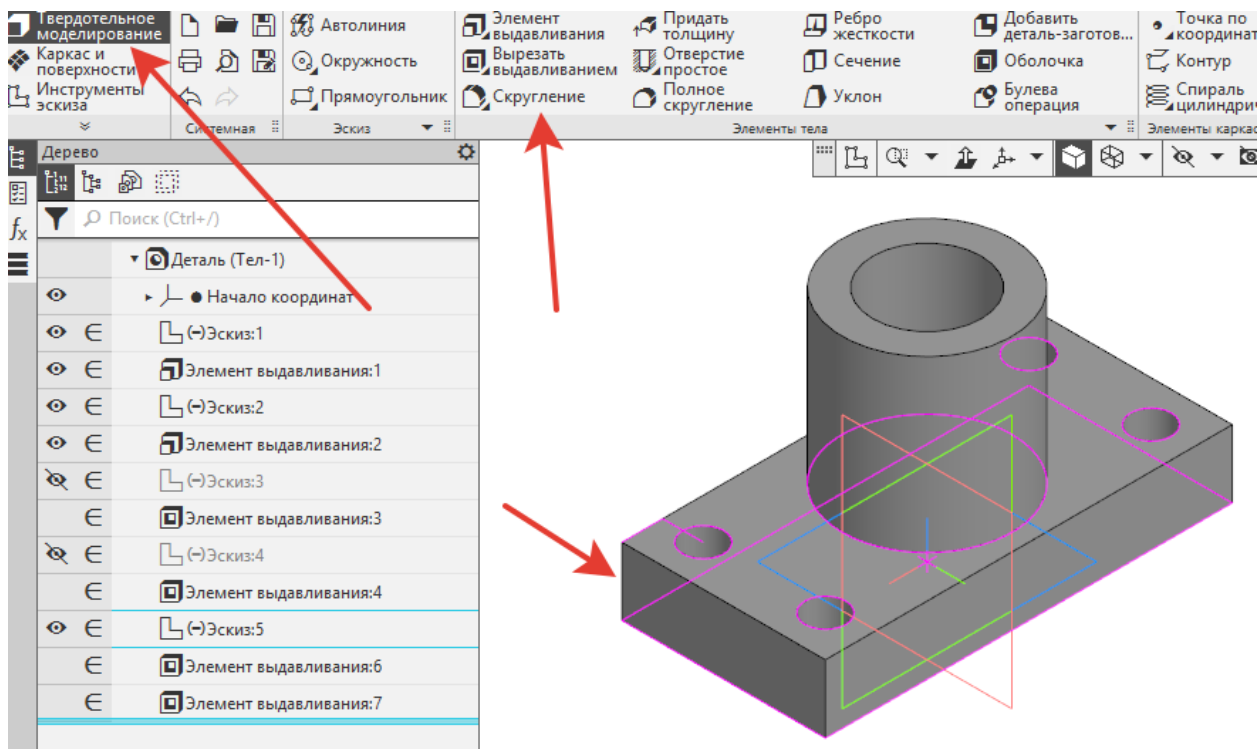 Твердотельное
моделирование
Каркас и
поверхности
Инструменты
эскиза
Системная
Автолиния
Окружность
Прямоугольник
Эскиз
Элемент
выдавливания
Вырезать
выдавливанием
Скругление
Придать
толщину
Отверстие
простое
Полное
скругление
Ребро
жесткости
Сечение
Уклон
Добавить
деталь-заготов...
Оболочка
Булева
операция
Элементы тела
Точка по
координат
Контур
Спираль
цилиндрич
Элементы каркас
Дерево
Поиск (Ctrl+/)
Деталь (Тел-1)
Начало координат
(-)Эскиз:1
Элемент выдавливания:1
(-)Эскиз:2
Элемент выдавливания:2
(-)Эскиз:3
Элемент выдавливания:3
(-)Эскиз:4
Элемент выдавливания:4
(-)Эскиз:5
Элемент выдавливания:6
Элемент выдавливания:7